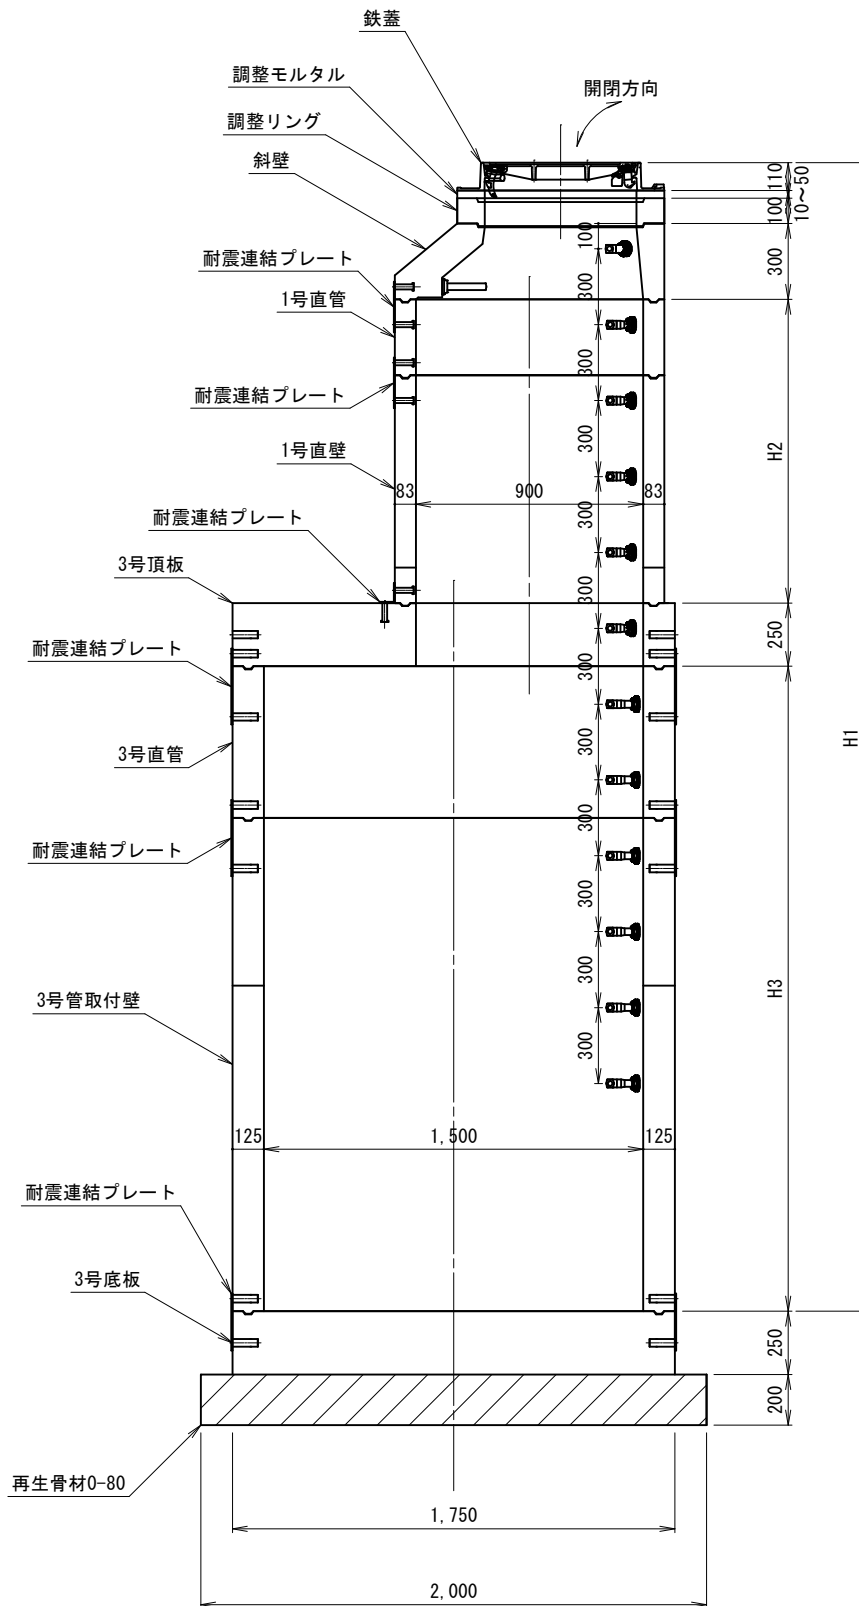 鉄蓋
調整モルタル
開閉方向
調整リング
斜壁
110
10～50
100
300
耐震連結プレート
1号直管
耐震連結プレート
1号直壁
耐震連結プレート
3号頂板
耐震連結プレート
3号直管
耐震連結プレート
3号管取付壁
耐震連結プレート
3号底板
再生骨材0-80
100
300
300
300
300
300
300
300
300
300
300
300
83
900
83
H2
250
H1
H3
125
1,500
125
250
200
1,750
2,000